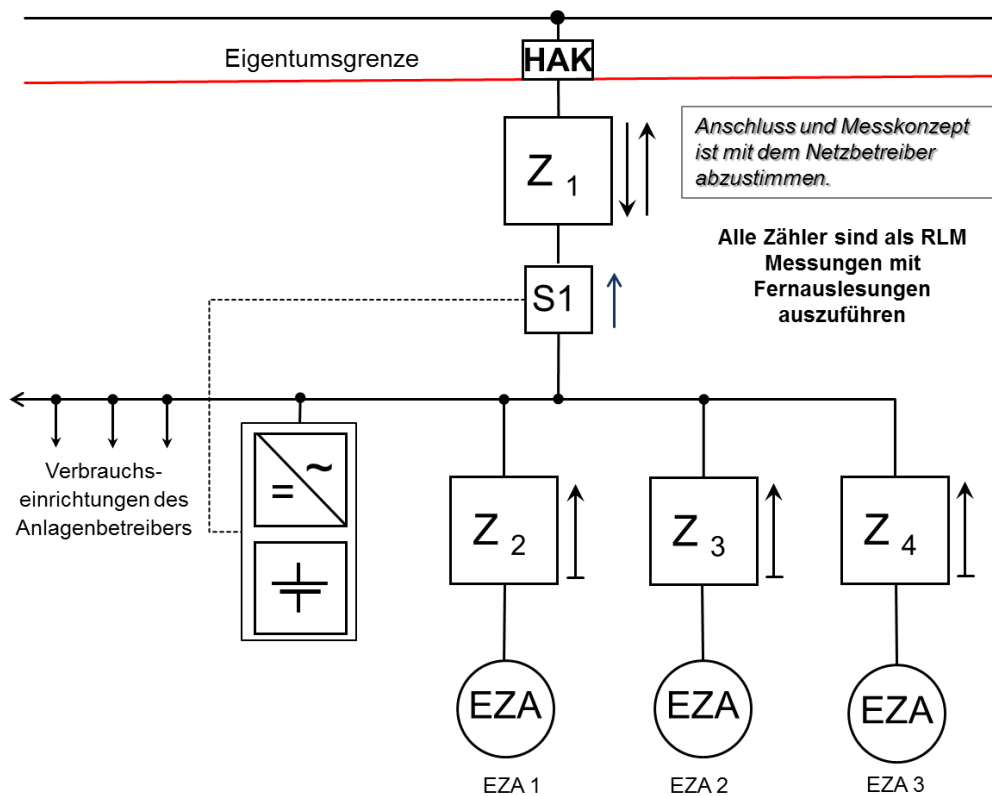 Eigentumsgrenze
HAK
Z 1
Anschluss und Messkonzept
ist mit dem Netzbetreiber
abzustimmen.
Alle Zähler sind als RLM
Messungen mit
Fernauslesungen
auszuführen
S1
Verbrauchs-
einrichtungen des
Anlagenbetreibers
= ~
Z 2
Z 3
Z 4
EZA
EZA
EZA
EZA 1
EZA 2
EZA 3